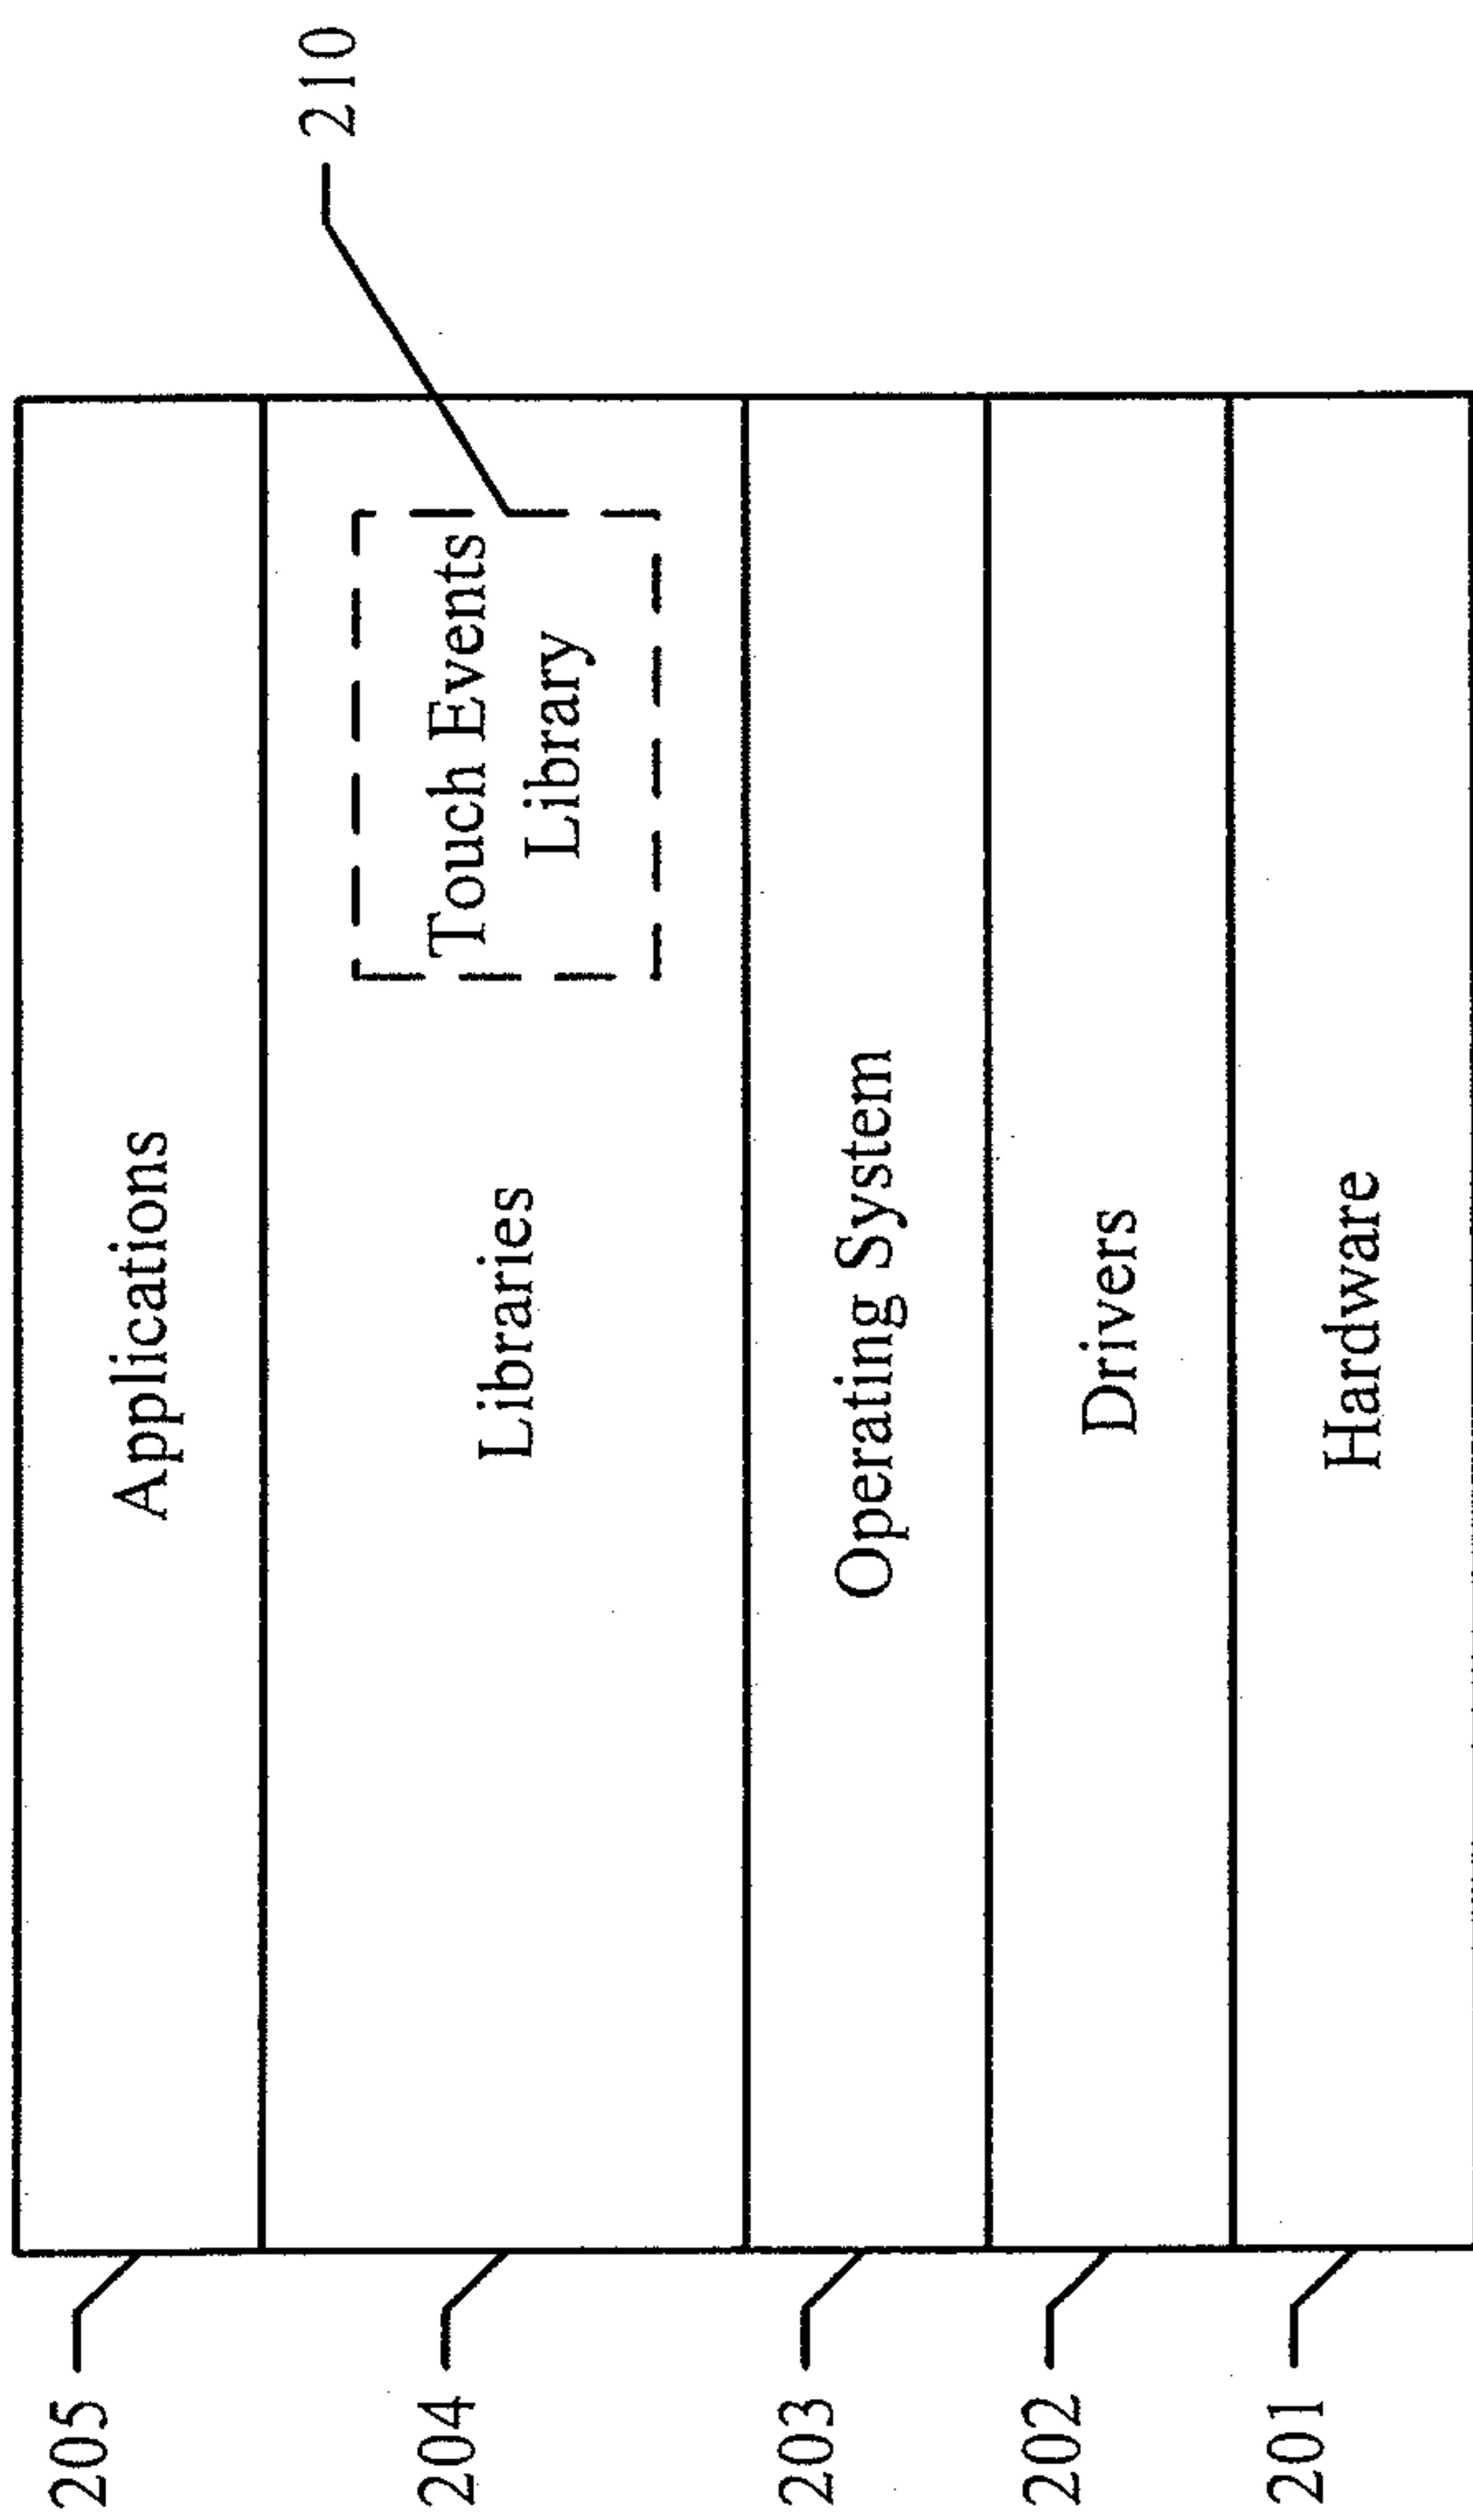 205
Applications
210
204
Libraries
Touch Events
Library
203
Operating System
202
Drivers
201
Hardware